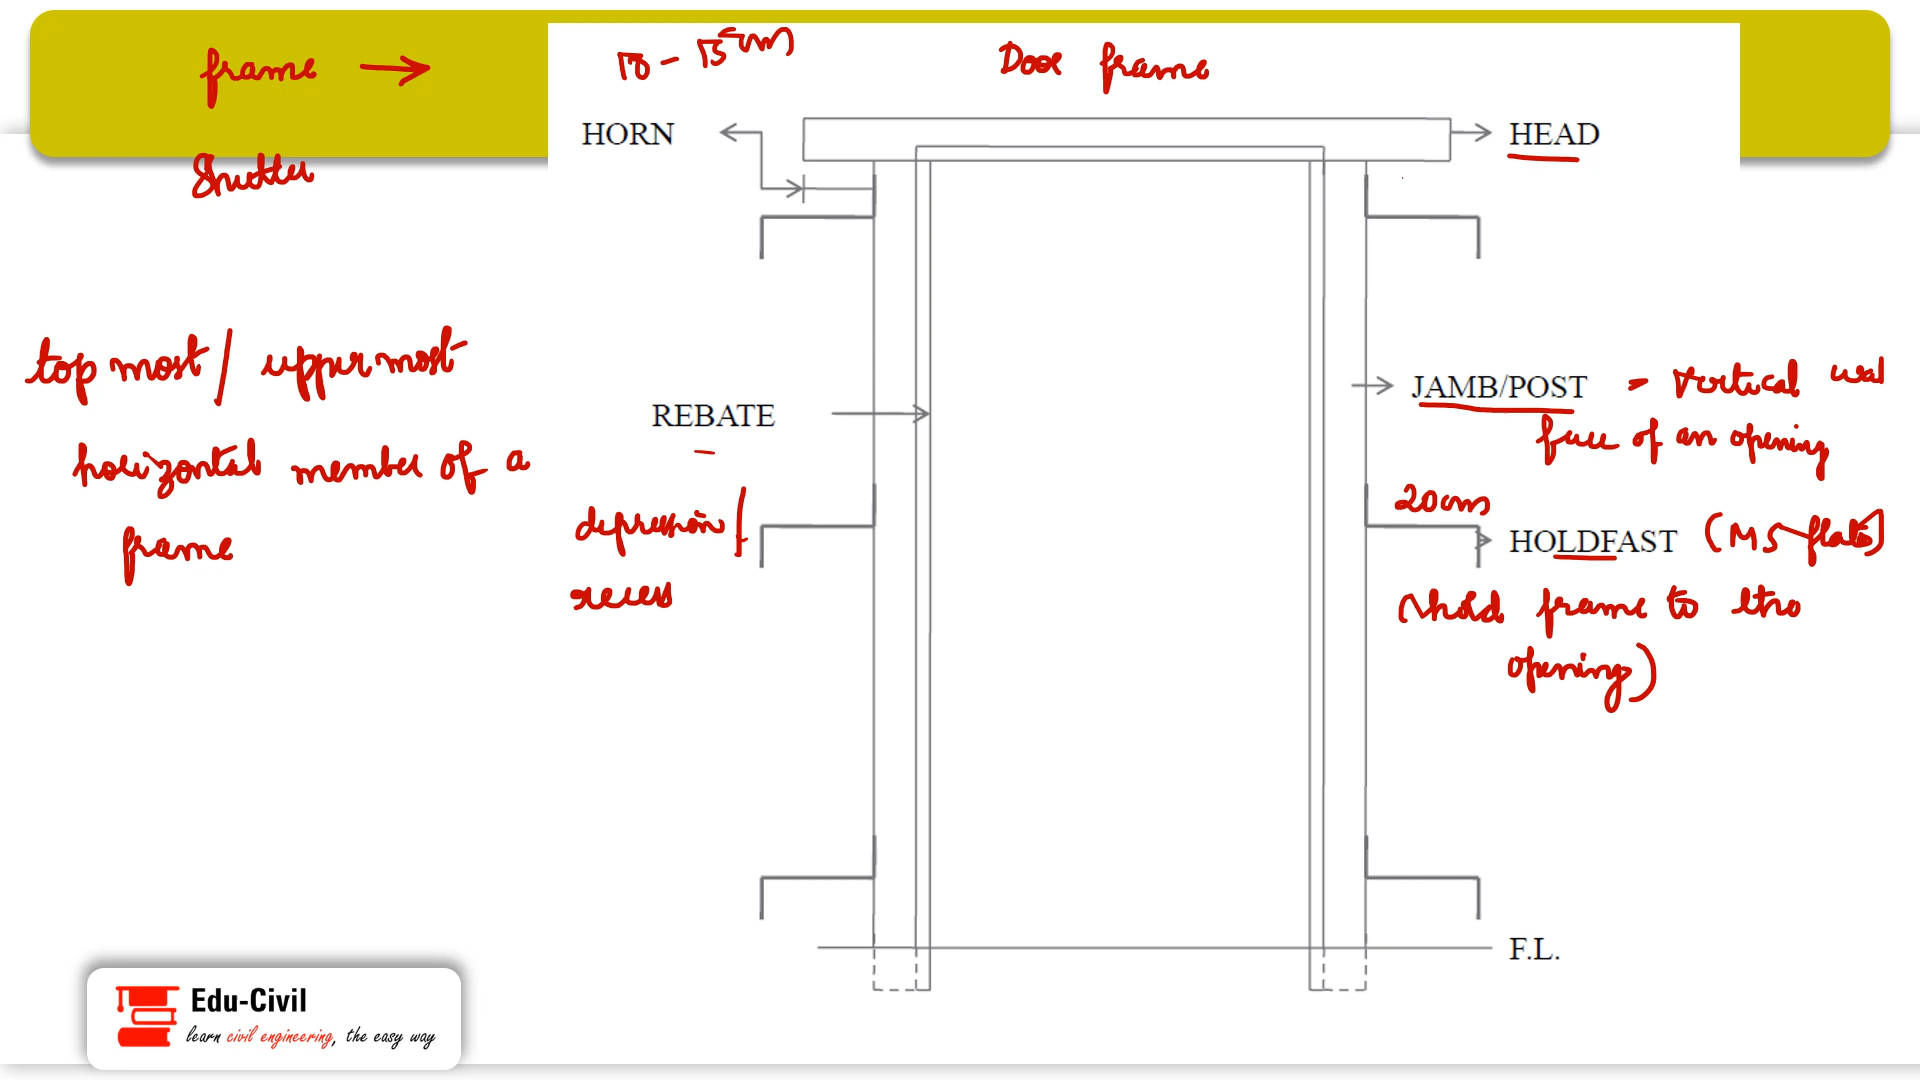 frame →
10 - 15 cm
Door frame
HORN
HEAD
Shutter
top most / upper most
horizontal member of a
frame
REBATE
depression /
recess
JAMB/POST - Vertical wall
face of an opening
20 cms
HOLDFAST (MS flats)
(hold frame to the
opening)
F.L.
Edu-Civil
learn civil engineering, the easy way